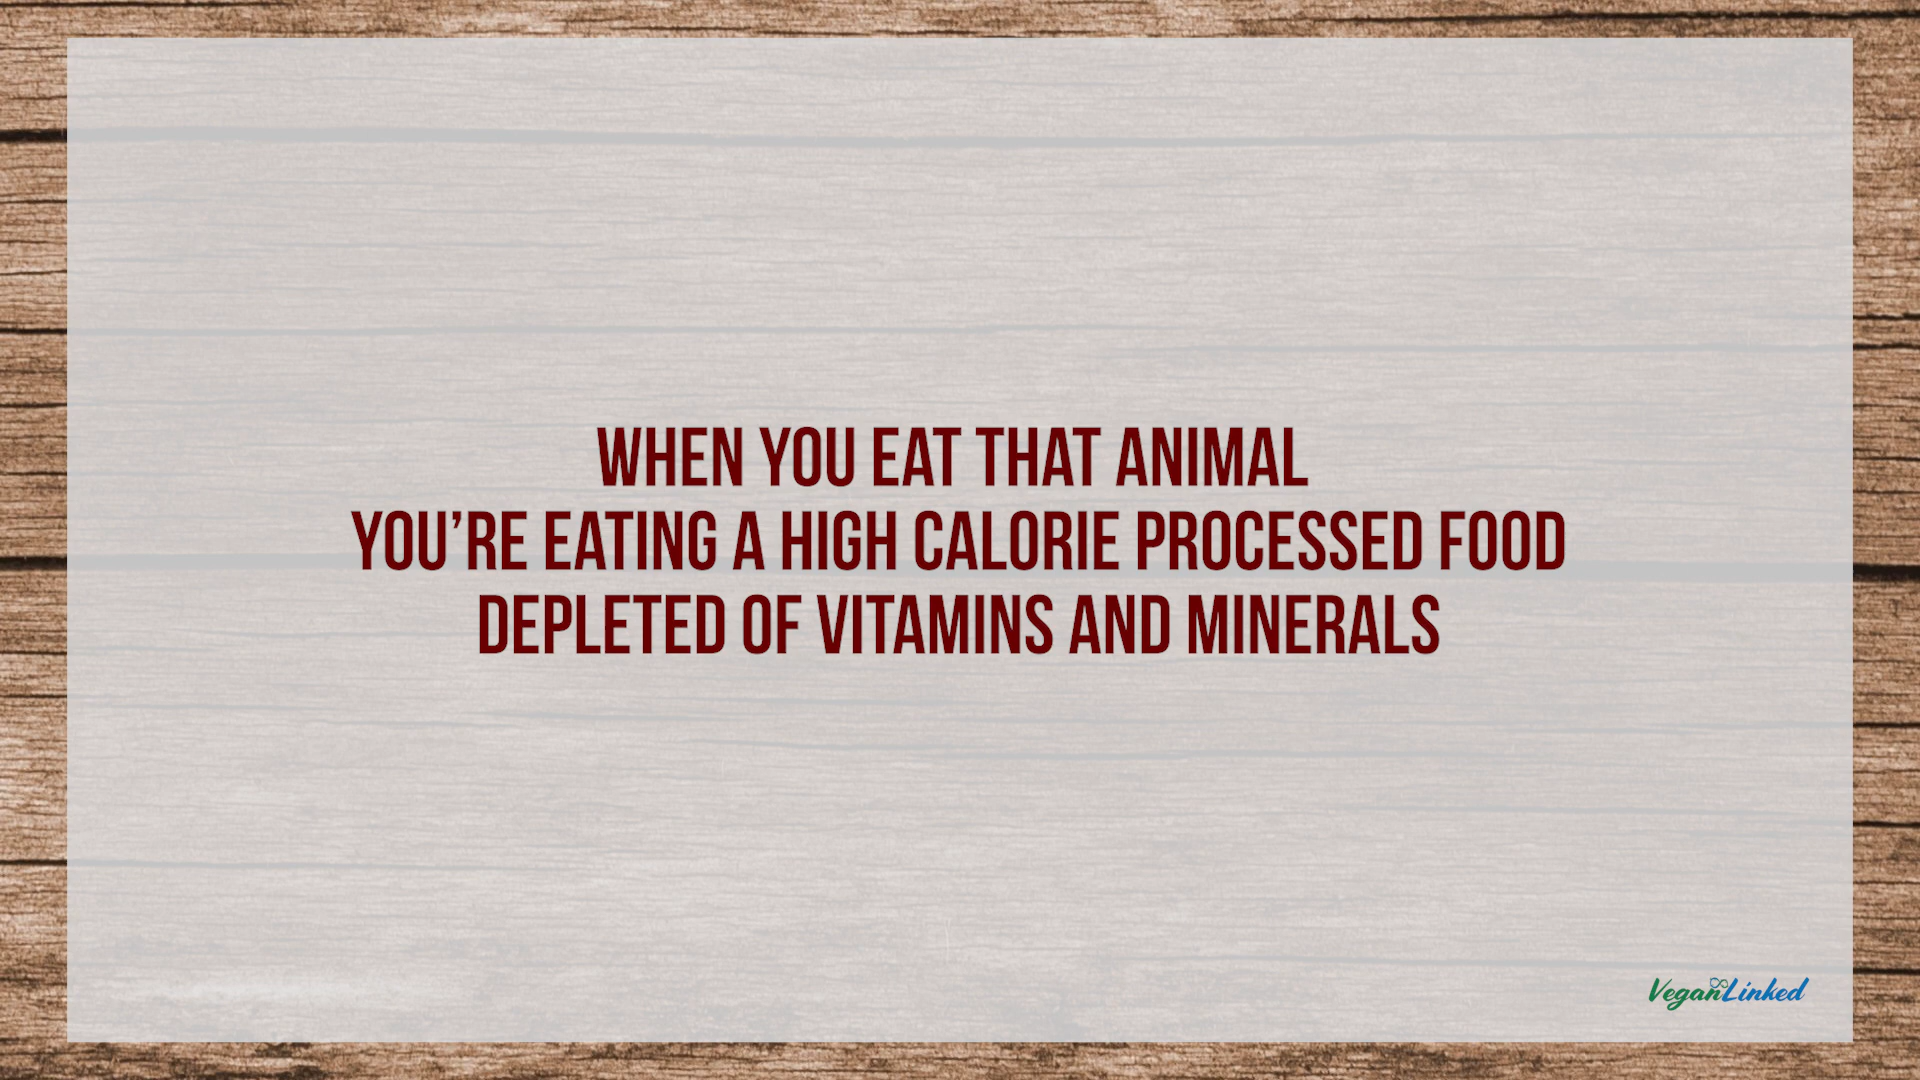 WHEN YOU EAT THAT ANIMAL
YOU'RE EATING A HIGH CALORIE PROCESSED FOOD
DEPLETED OF VITAMINS AND MINERALS
VeganLinked